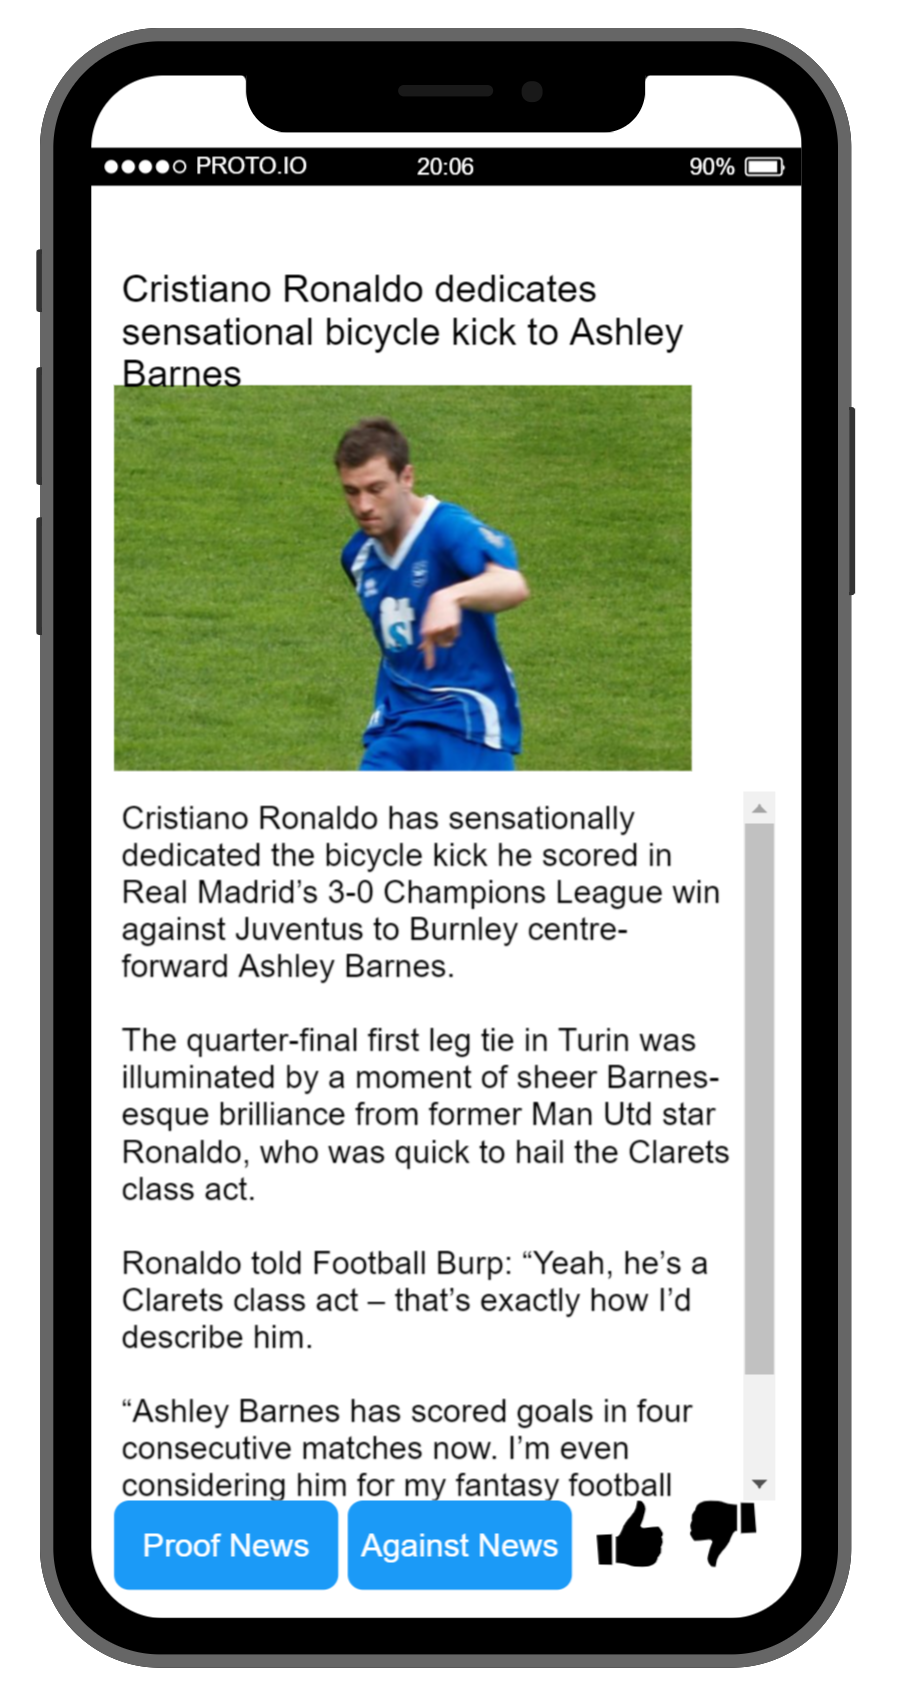 PROTO.IO 20:06 90%
Cristiano Ronaldo dedicates
sensational bicycle kick to Ashley
Barnes
Cristiano Ronaldo has sensationally
dedicated the bicycle kick he scored in
Real Madrid’s 3-0 Champions League win
against Juventus to Burnley centre-
forward Ashley Barnes.
The quarter-final first leg tie in Turin was
illuminated by a moment of sheer Barnes-
esque brilliance from former Man Utd star
Ronaldo, who was quick to hail the Clarets
class act.
Ronaldo told Football Burp: “Yeah, he’s a
Clarets class act – that’s exactly how I’d
describe him.
“Ashley Barnes has scored goals in four
consecutive matches now. I’m even
considering him for my fantasy football
Proof News Against News